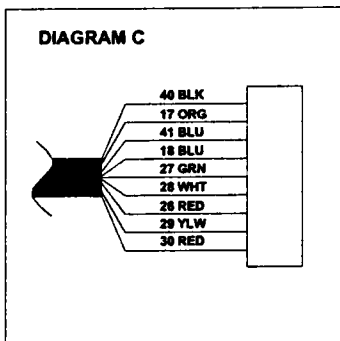 DIAGRAM C
40 BLK
17 ORG
41 BLU
18 BLU
27 GRN
28 WHT
26 RED
29 YLW
30 RED